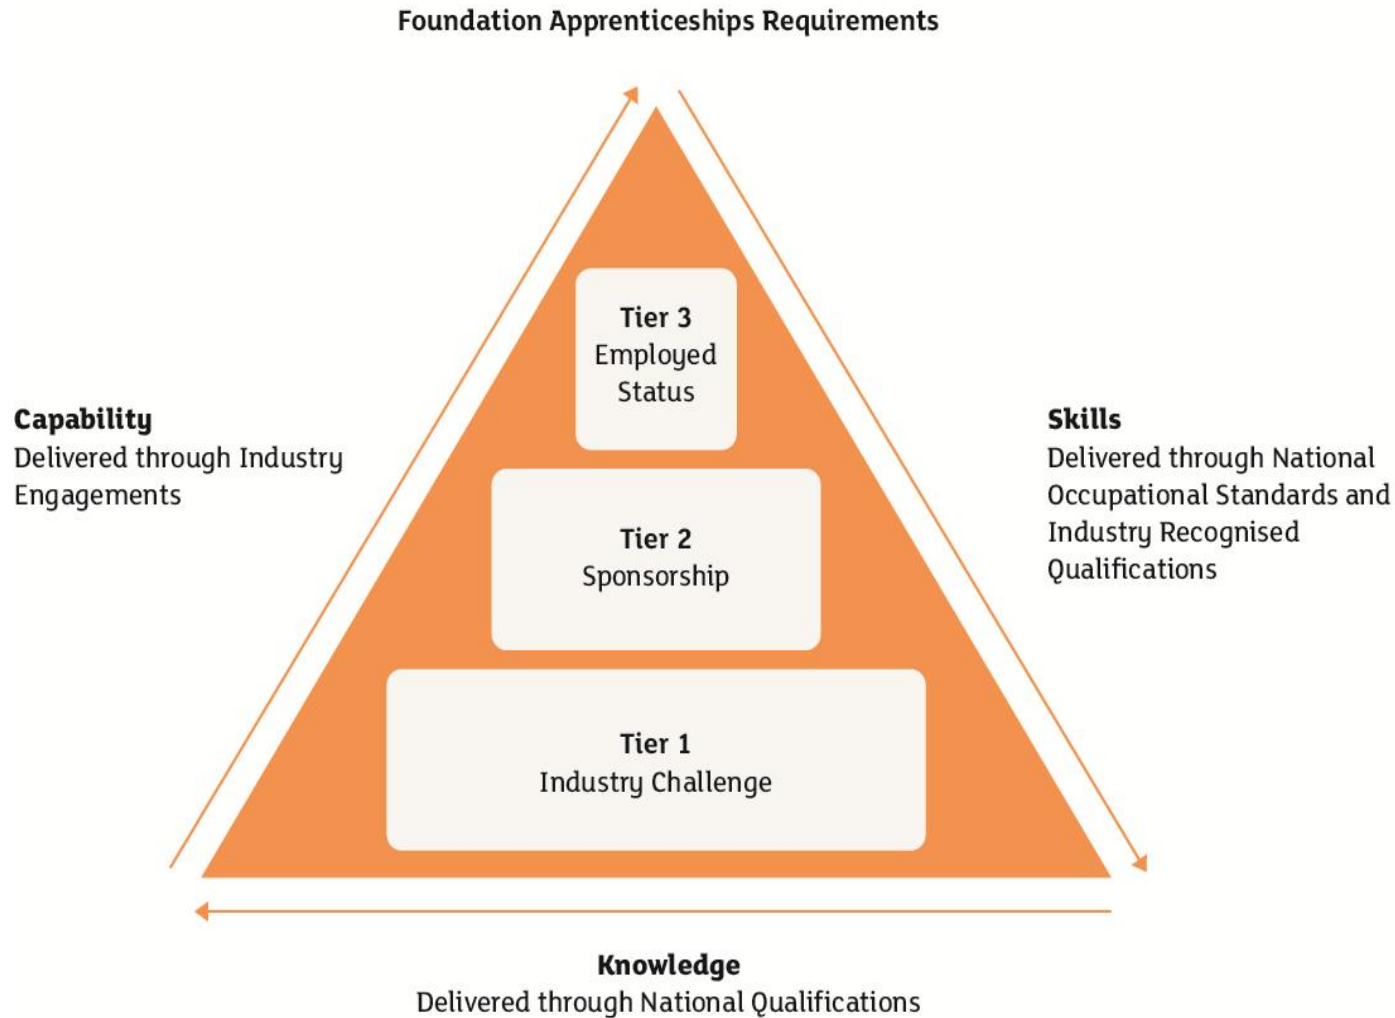 Foundation Apprenticeships Requirements
Tier 3
Employed
Status
Capability
Delivered through Industry
Engagements
Skills
Delivered through National
Occupational Standards and
Industry Recognised
Qualifications
Tier 2
Sponsorship
Tier 1
Industry Challenge
Knowledge
Delivered through National Qualifications